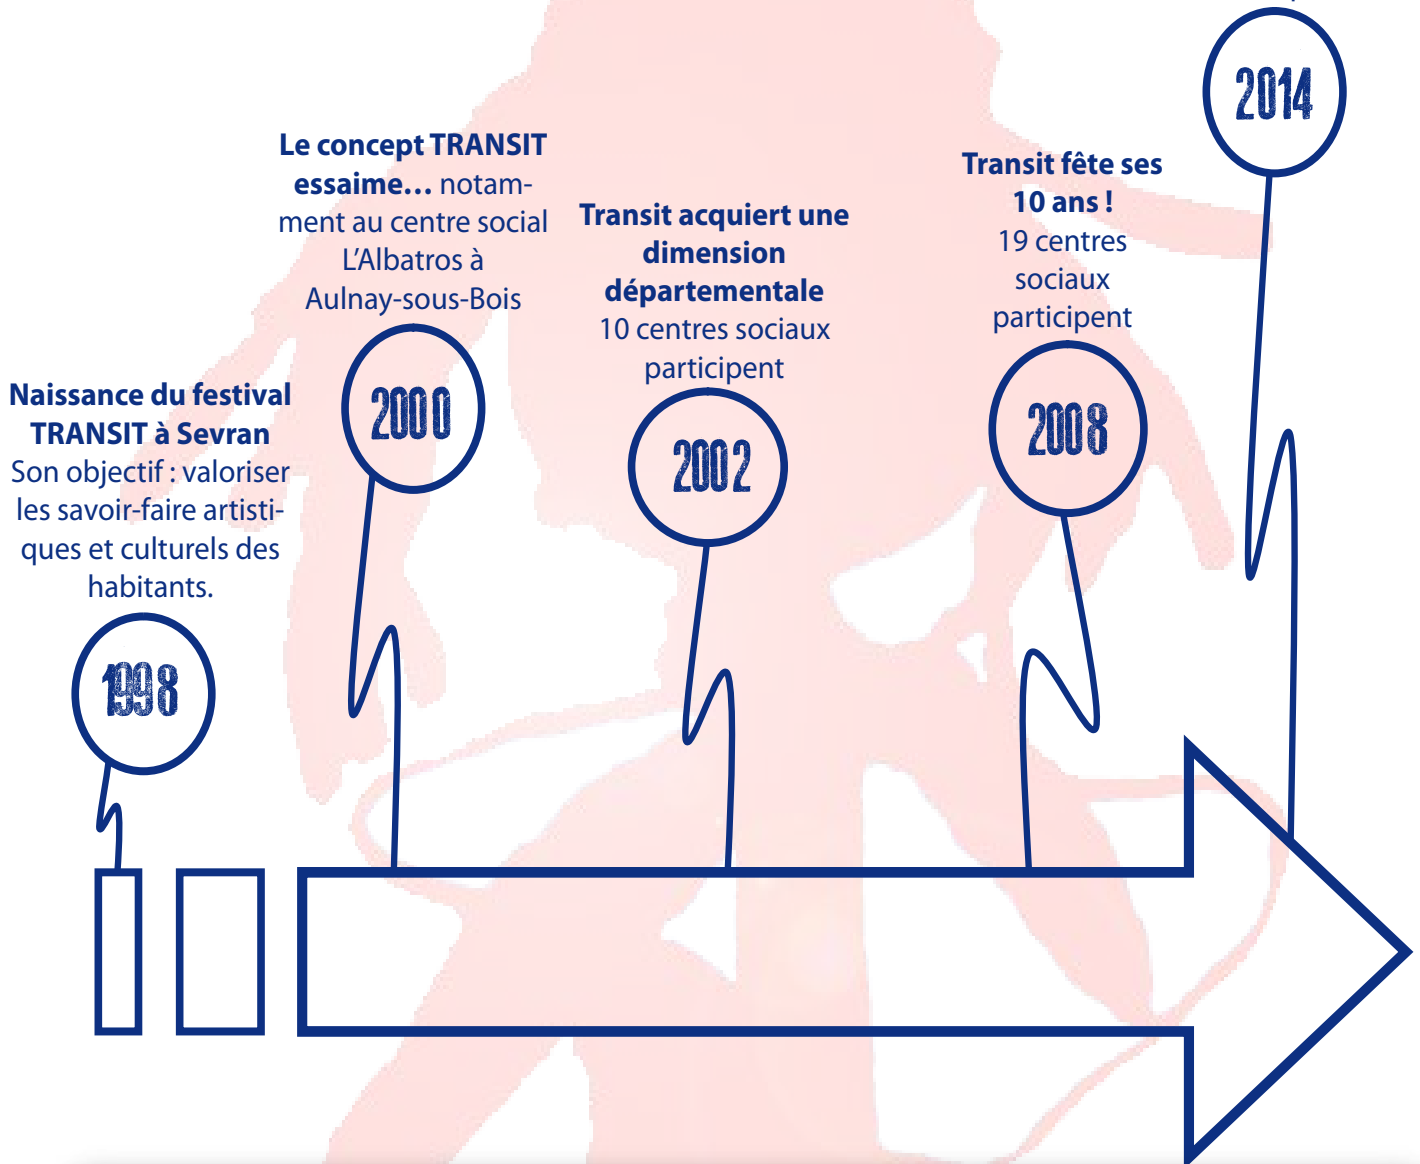 Naissance du festival
TRANSIT à Sevran
Son objectif : valoriser
les savoir-faire artisti-
ques et culturels des
habitants.
1998
Le concept TRANSIT
essaime... notam-
ment au centre social
L'Albatros à
Aulnay-sous-Bois
2000
Transit acquiert une
dimension
départementale
10 centres sociaux
participent
2002
Transit fête ses
10 ans !
19 centres
sociaux
participent
2008
2014